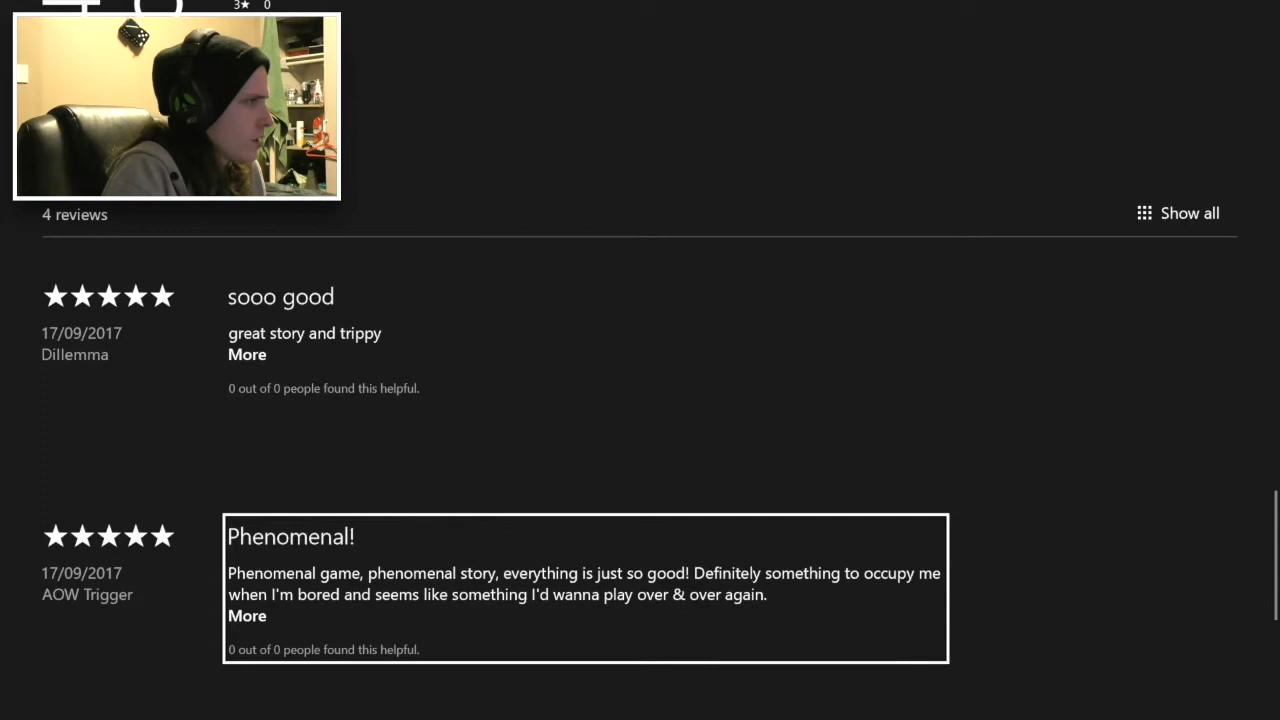 3★ 0
4 reviews
Show all
★★★★★ sooo good
17/09/2017 great story and trippy
Dillemma More
0 out of 0 people found this helpful.
★★★★★ Phenomenal!
17/09/2017 Phenomenal game, phenomenal story, everything is just so good! Definitely something to occupy me
AOW Trigger when I'm bored and seems like something I'd wanna play over & over again.
More
0 out of 0 people found this helpful.